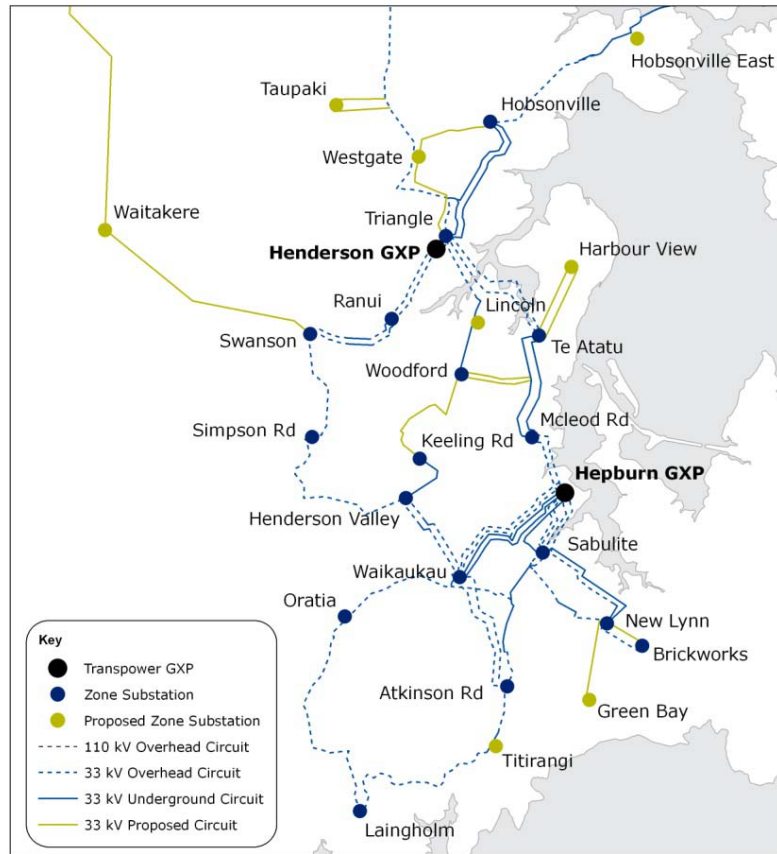 Hobsonville East
Taupaki
Hobsonville
Westgate
Waitakere
Triangle
Henderson GXP
Harbour View
Ranui
Lincoln
Swanson
Te Atatu
Woodford
Mcleod Rd
Simpson Rd
Keeling Rd
Hepburn GXP
Henderson Valley
Sabulite
Waikaukau
Oratia
New Lynn
Brickworks
Atkinson Rd
Green Bay
Titirangi
Laingholm
Key
Transpower GXP
Zone Substation
Proposed Zone Substation
110 kV Overhead Circuit
33 kV Overhead Circuit
33 kV Underground Circuit
33 kV Proposed Circuit